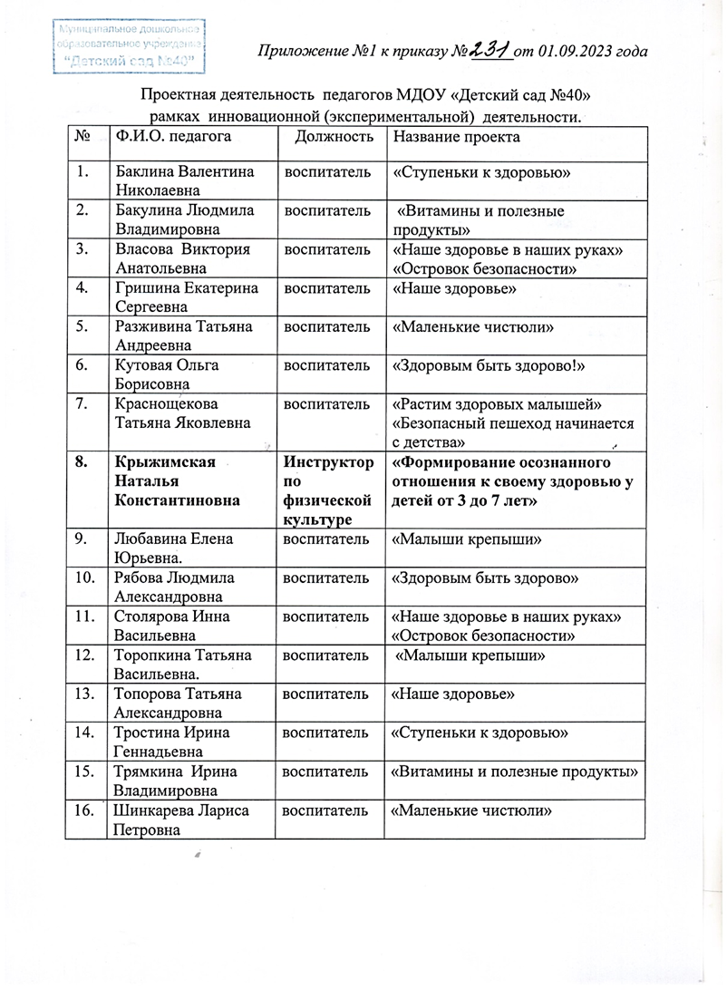 Муниципальное дошкольное
образовательное учреждение
"Детский сад №40"
Приложение №1 к приказу № 231 от 01.09.2023 года
Проектная деятельность педагогов МДОУ «Детский сад №40»
рамках инновационной (экспериментальной) деятельности.
№ Ф.И.О. педагога Должность Название проекта
1. Баклина Валентина воспитатель «Ступеньки к здоровью»
Николаевна
2. Бакулина Людмила воспитатель «Витамины и полезные
Владимировна продукты»
3. Власова Виктория воспитатель «Наше здоровье в наших руках»
Анатольевна «Островок безопасности»
4. Гришина Екатерина воспитатель «Наше здоровье»
Сергеевна
5. Разживина Татьяна воспитатель «Маленькие чистюли»
Андреевна
6. Кутовая Ольга воспитатель «Здоровым быть здорово!»
Борисовна
7. Краснощекова воспитатель «Растим здоровых малышей»
Татьяна Яковлевна «Безопасный пешеход начинается
с детства»
8. Крыжимская Инструктор «Формирование осознанного
Наталья по отношения к своему здоровью у
Константиновна физической детей от 3 до 7 лет»
культуре
9. Любавина Елена воспитатель «Малыши крепыши»
Юрьевна.
10. Рябова Людмила воспитатель «Здоровым быть здорово»
Александровна
11. Столярова Инна воспитатель «Наше здоровье в наших руках»
Васильевна «Островок безопасности»
12. Торопкина Татьяна воспитатель «Малыши крепыши»
Васильевна.
13. Топорова Татьяна воспитатель «Наше здоровье»
Александровна
14. Тростина Ирина воспитатель «Ступеньки к здоровью»
Геннадьевна
15. Трямкина Ирина воспитатель «Витамины и полезные продукты»
Владимировна
16. Шинкарева Лариса воспитатель «Маленькие чистюли»
Петровна